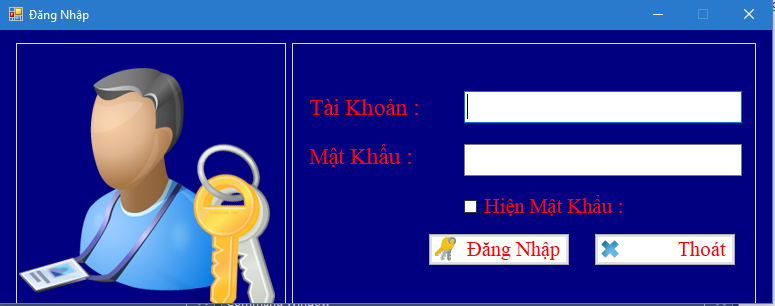 Đăng Nhập
Tài Khoản :
Mật Khẩu :
Hiện Mật Khẩu :
Đăng Nhập
Thoát